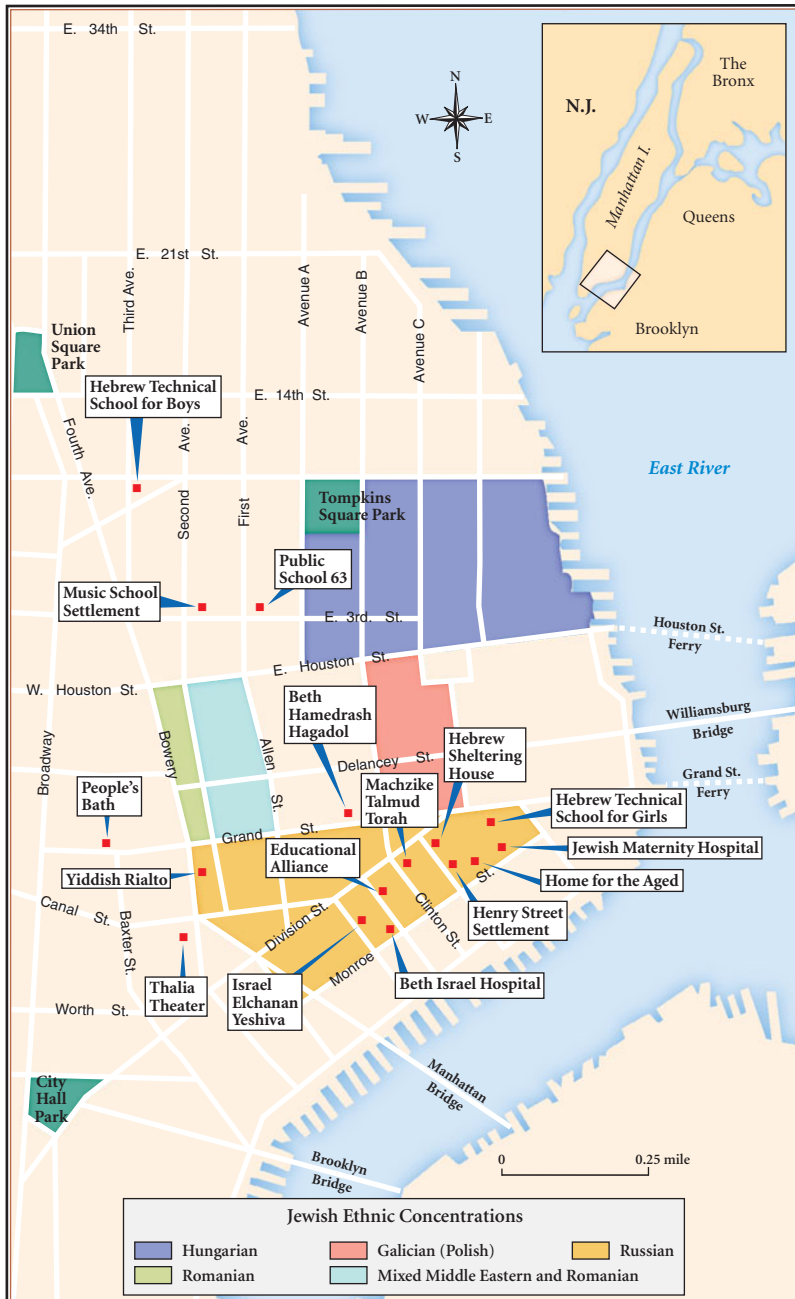 E. 34th St.
N
W
E
S
The
Bronx
N.J.
Manhattan I.
Queens
Brooklyn
E. 21st St.
Third Ave.
Avenue A
Avenue B
Avenue C
Union
Square
Park
Hebrew Technical
School for Boys
E. 14th St.
Fourth Ave.
Second Ave.
First Ave.
East River
Tompkins
Square Park
Public
School 63
Music School
Settlement
E. 3rd. St.
Houston St.
Ferry
E. Houston St.
W. Houston St.
Williamsburg
Bridge
Beth
Hamedrash
Hagadol
Hebrew
Sheltering
House
Broadway
Bowery
Allen St.
Delancey St.
Grand St.
Ferry
Machzike
Talmud
Torah
People's
Bath
Hebrew Technical
School for Girls
Grand St.
Educational
Alliance
Jewish Maternity Hospital
Yiddish Rialto
Home for the Aged
Canal St.
Baxter St.
Division St.
Clinton St.
Henry Street
Settlement
Monroe St.
Thalia
Theater
Israel
Elchanan
Yeshiva
Beth Israel Hospital
Worth St.
Manhattan
Bridge
City
Hall
Park
Brooklyn
Bridge
0
0.25 mile
Jewish Ethnic Concentrations
Hungarian
Galician (Polish)
Russian
Romanian
Mixed Middle Eastern and Romanian